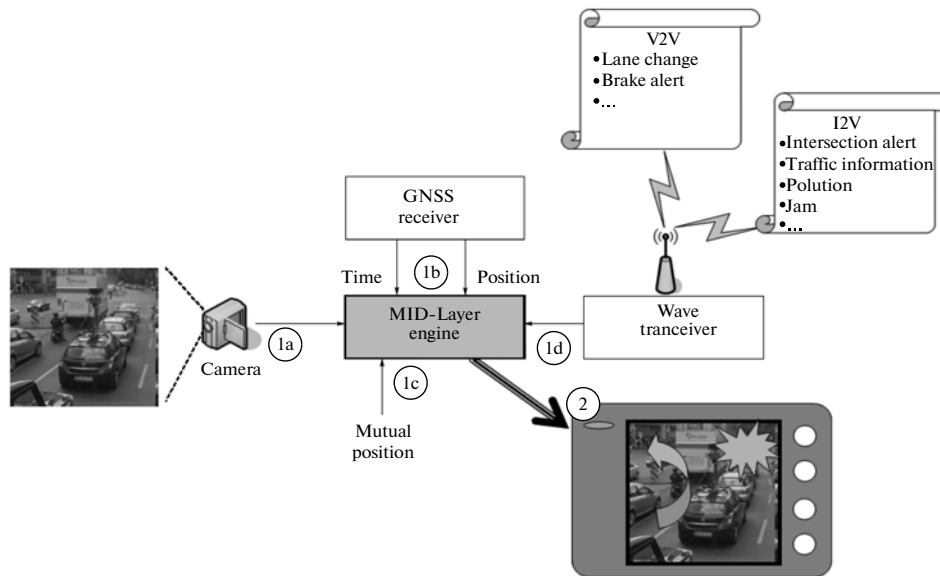 V2V
•Lane change
•Brake alert
•...
I2V
•Intersection alert
•Traffic information
•Polution
•Jam
•...
GNSS
receiver
Time
1b
Position
MID-Layer
engine
Wave
tranceiver
1a
1d
Camera
1c
2
Mutual
position